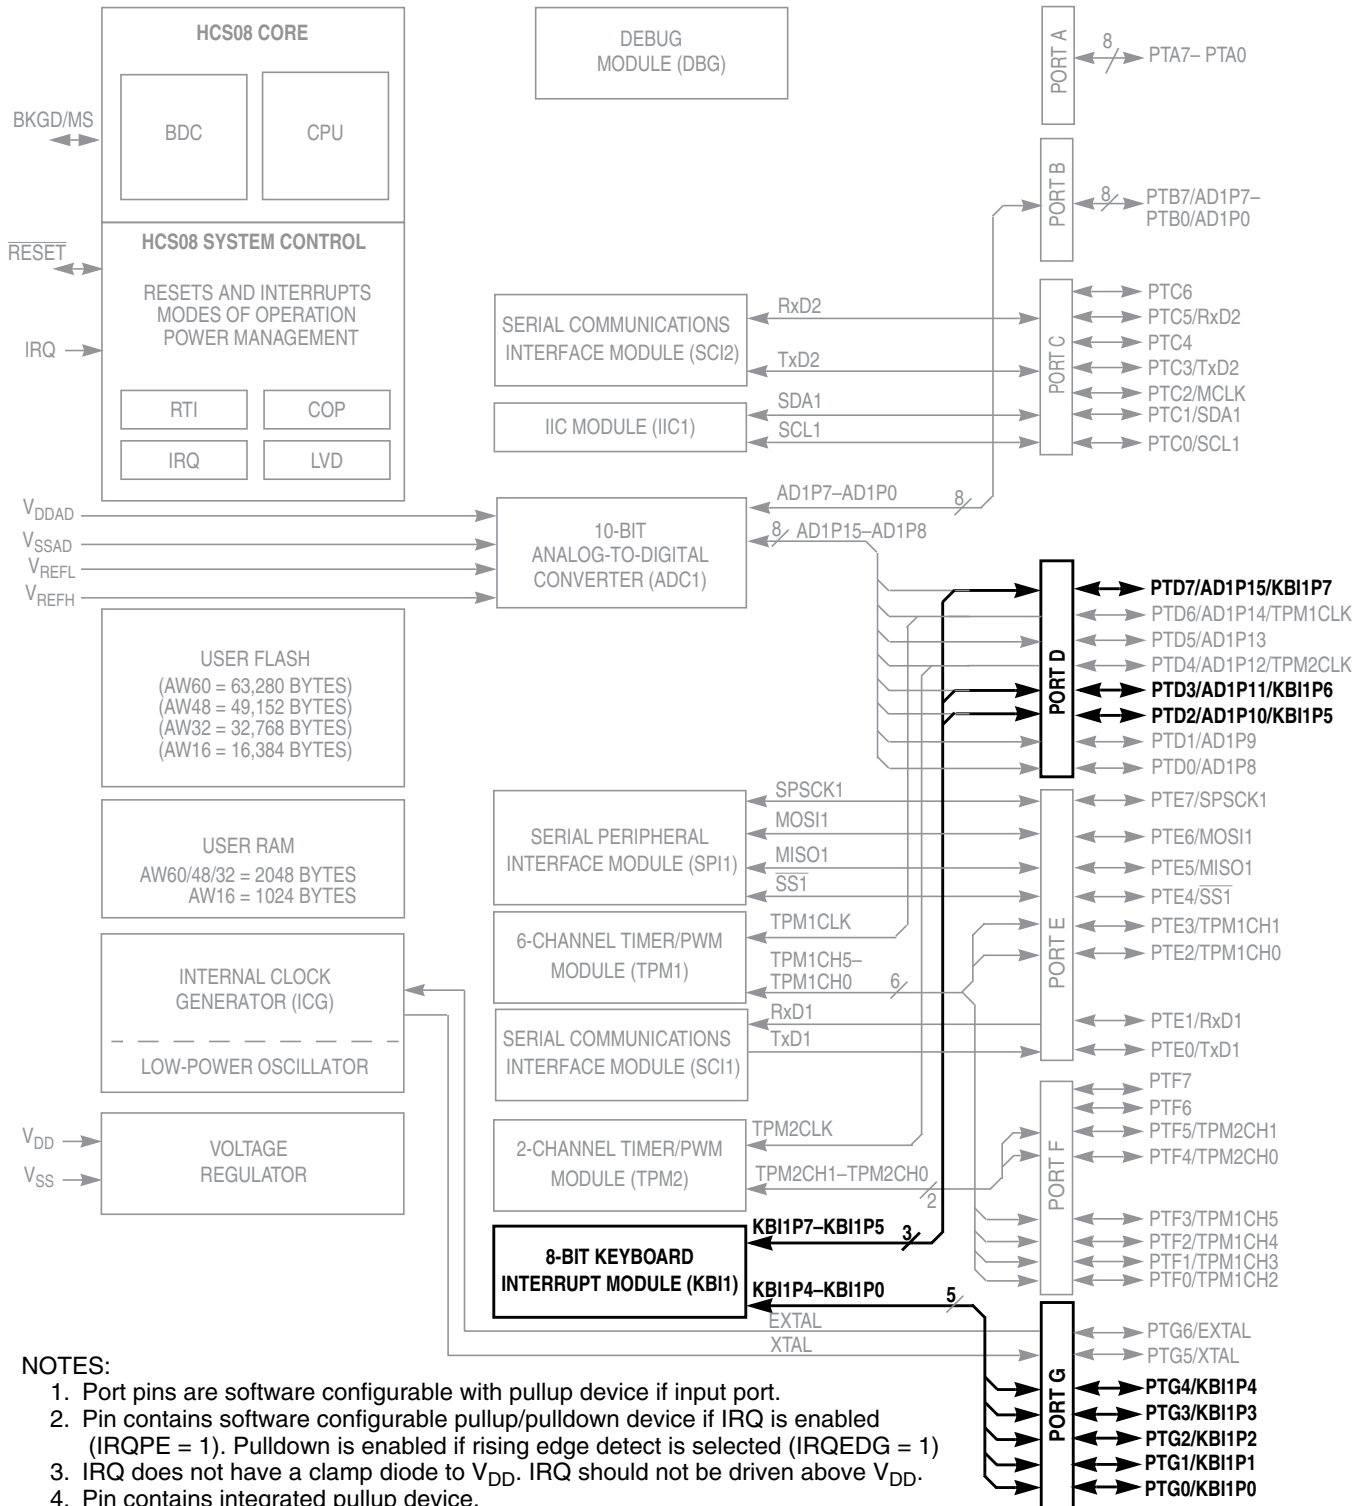 HCS08 CORE
BDC
CPU
BKGD/MS
HCS08 SYSTEM CONTROL
RESET
RESETS AND INTERRUPTS
MODES OF OPERATION
POWER MANAGEMENT
IRQ
RTI
COP
IRQ
LVD
VDDAD
VSSAD
VREFL
VREFH
USER FLASH
(AW60 = 63,280 BYTES)
(AW48 = 49,152 BYTES)
(AW32 = 32,768 BYTES)
(AW16 = 16,384 BYTES)
USER RAM
AW60/48/32 = 2048 BYTES
AW16 = 1024 BYTES
INTERNAL CLOCK
GENERATOR (ICG)
LOW-POWER OSCILLATOR
VDD
VSS
VOLTAGE
REGULATOR
DEBUG
MODULE (DBG)
SERIAL COMMUNICATIONS
INTERFACE MODULE (SCI2)
RxD2
TxD2
IIC MODULE (IIC1)
SDA1
SCL1
10-BIT
ANALOG-TO-DIGITAL
CONVERTER (ADC1)
AD1P7–AD1P0
8
8
AD1P15–AD1P8
SERIAL PERIPHERAL
INTERFACE MODULE (SPI1)
SPSCK1
MOSI1
MISO1
SS1
6-CHANNEL TIMER/PWM
MODULE (TPM1)
TPM1CLK
TPM1CH5–
TPM1CH0
6
SERIAL COMMUNICATIONS
INTERFACE MODULE (SCI1)
RxD1
TxD1
2-CHANNEL TIMER/PWM
MODULE (TPM2)
TPM2CLK
TPM2CH1–TPM2CH0
2
8-BIT KEYBOARD
INTERRUPT MODULE (KBI1)
KBI1P7–KBI1P5
3
KBI1P4–KBI1P0
5
EXTAL
XTAL
PORT A
8
PTA7– PTA0
PORT B
8
PTB7/AD1P7–
PTB0/AD1P0
PORT C
PTC6
PTC5/RxD2
PTC4
PTC3/TxD2
PTC2/MCLK
PTC1/SDA1
PTC0/SCL1
PORT D
PTD7/AD1P15/KBI1P7
PTD6/AD1P14/TPM1CLK
PTD5/AD1P13
PTD4/AD1P12/TPM2CLK
PTD3/AD1P11/KBI1P6
PTD2/AD1P10/KBI1P5
PTD1/AD1P9
PTD0/AD1P8
PORT E
PTE7/SPSCK1
PTE6/MOSI1
PTE5/MISO1
PTE4/SS1
PTE3/TPM1CH1
PTE2/TPM1CH0
PTE1/RxD1
PTE0/TxD1
PORT F
PTF7
PTF6
PTF5/TPM2CH1
PTF4/TPM2CH0
PTF3/TPM1CH5
PTF2/TPM1CH4
PTF1/TPM1CH3
PTF0/TPM1CH2
PORT G
PTG6/EXTAL
PTG5/XTAL
PTG4/KBI1P4
PTG3/KBI1P3
PTG2/KBI1P2
PTG1/KBI1P1
PTG0/KBI1P0
NOTES:
1. Port pins are software configurable with pullup device if input port.
2. Pin contains software configurable pullup/pulldown device if IRQ is enabled
(IRQPE = 1). Pulldown is enabled if rising edge detect is selected (IRQEDG = 1)
3. IRQ does not have a clamp diode to VDD. IRQ should not be driven above VDD.
4. Pin contains integrated pullup device.